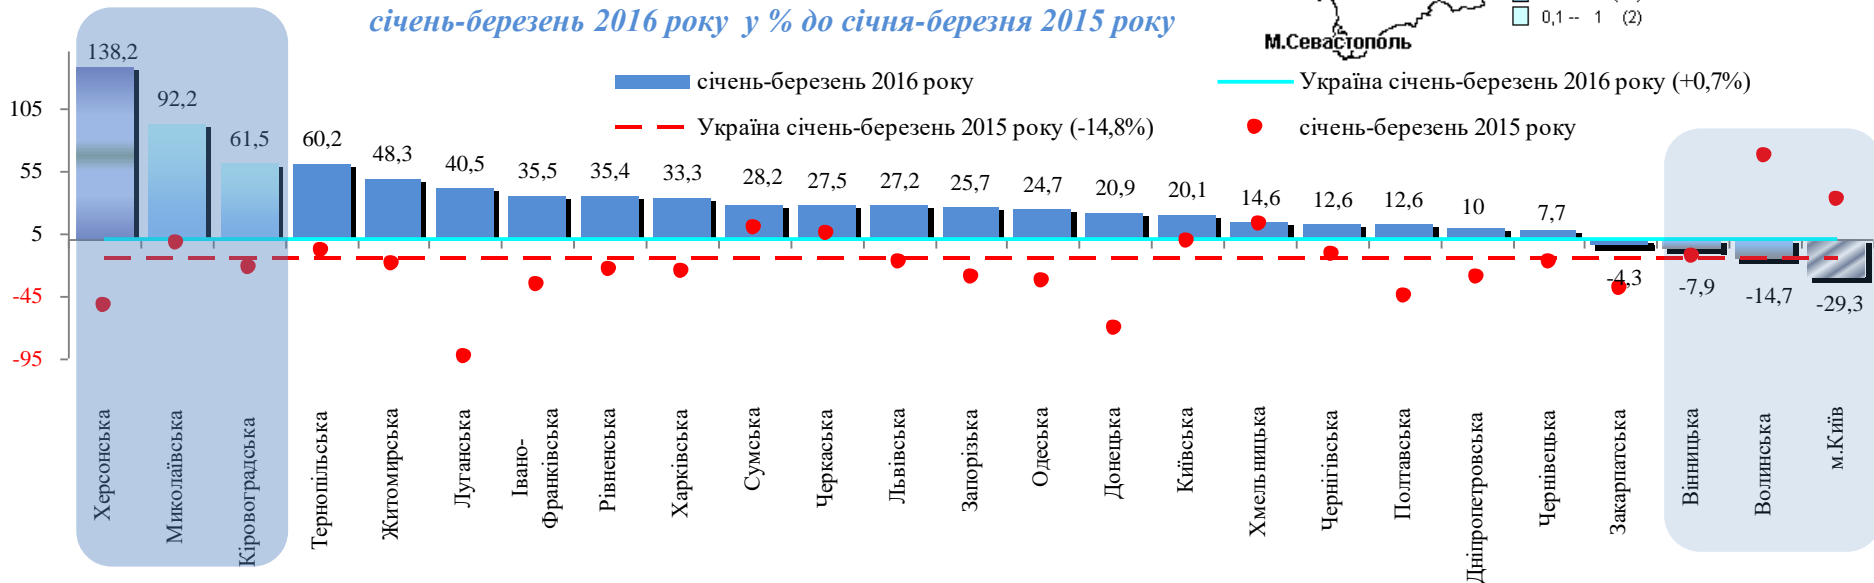 січень-березень 2016 року у % до січня-березня 2015 року
0,1 -- 1 (2)
М.Севастополь
січень-березень 2016 року
Україна січень-березень 2016 року (+0,7%)
Україна січень-березень 2015 року (-14,8%)
січень-березень 2015 року
105
55
5
-45
-95
138,2
92,2
61,5
60,2
48,3
40,5
35,5
35,4
33,3
28,2
27,5
27,2
25,7
24,7
20,9
20,1
14,6
12,6
12,6
10
7,7
-4,3
-7,9
-14,7
-29,3
Херсонська
Миколаївська
Кіровоградська
Тернопільська
Житомирська
Луганська
Івано-
Франківська
Рівненська
Харківська
Сумська
Черкаська
Львівська
Запорізька
Одеська
Донецька
Київська
Хмельницька
Чернігівська
Полтавська
Дніпропетровська
Чернівецька
Закарпатська
Вінницька
Волинська
м.Київ